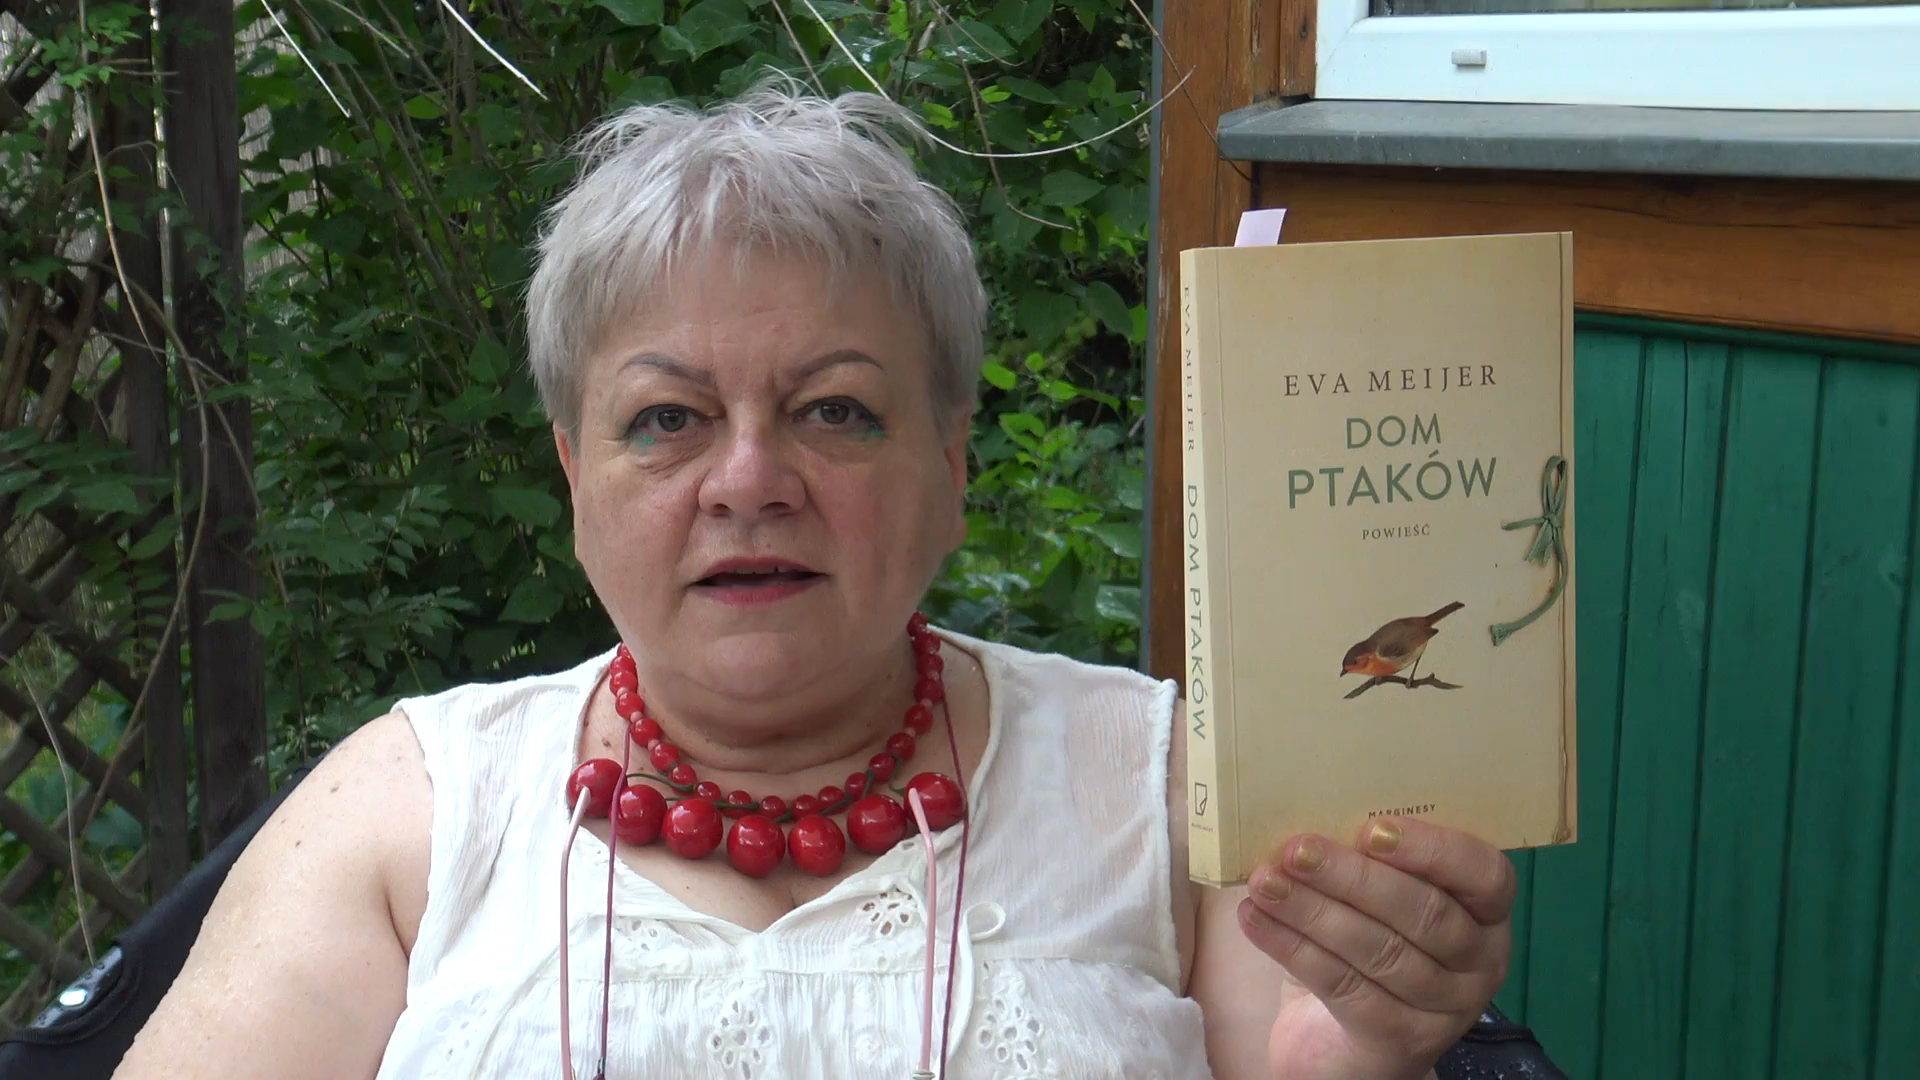 EVA MEIJER
DOM
PTAKÓW
POWIEŚĆ
MARGINESY
EVA MEIJER DOM PTAKÓW